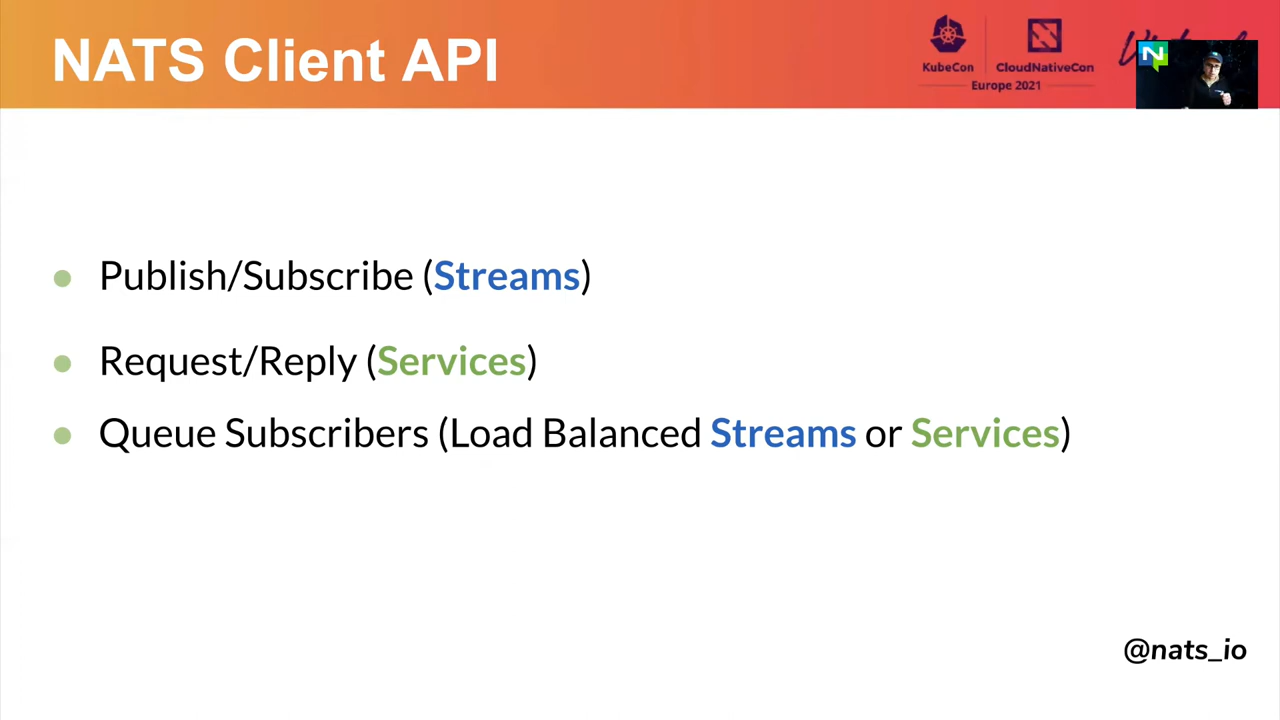 NATS Client API
KubeCon
CloudNativeCon
Europe 2021
Virtual
N
● Publish/Subscribe (Streams)
● Request/Reply (Services)
● Queue Subscribers (Load Balanced Streams or Services)
@nats_io